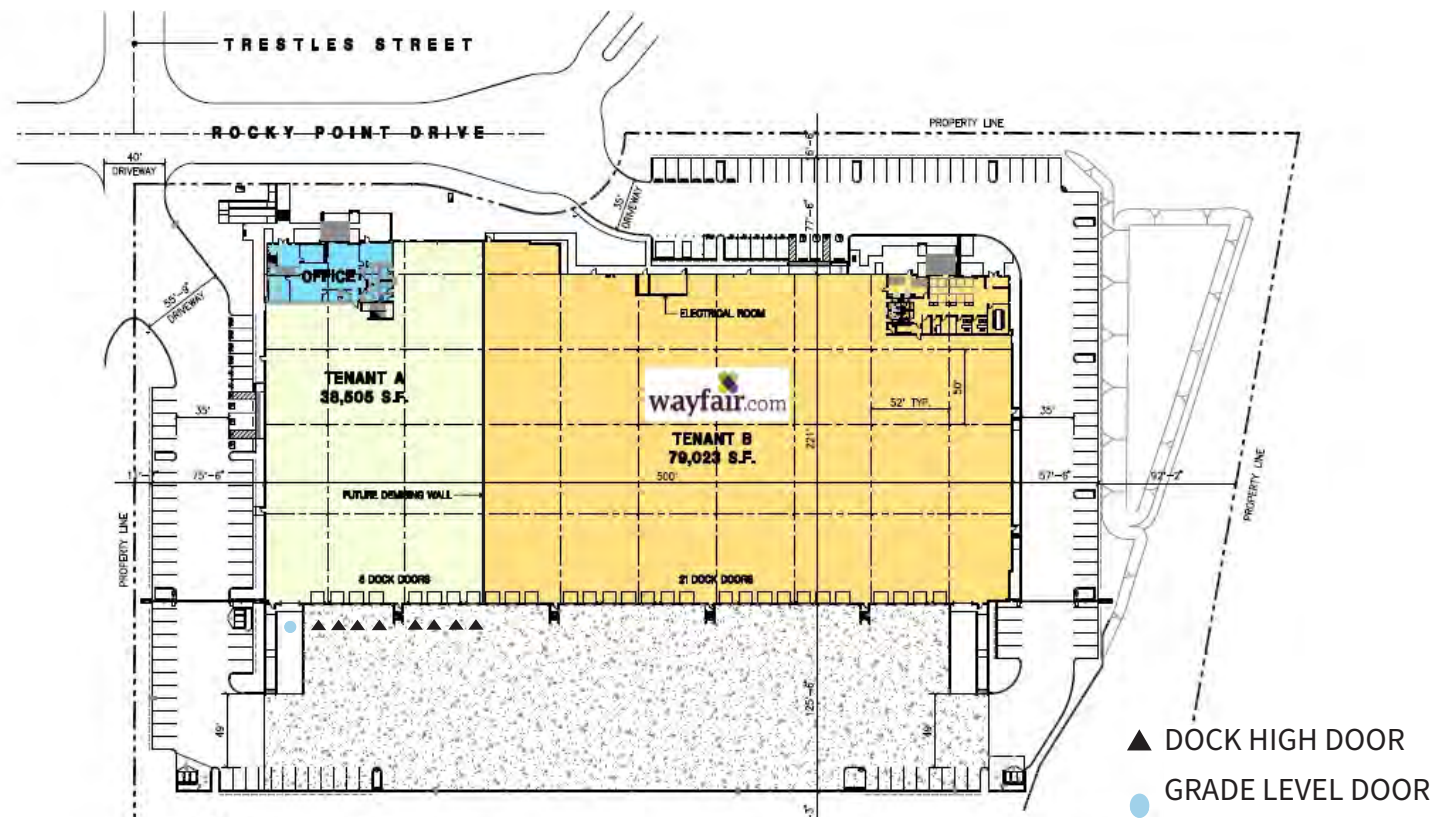 TRESTLES STREET
ROCKY POINT DRIVE
PROPERTY LINE
40'
DRIVEWAY
35'
DRIVEWAY
77'-6"
55'-9"
DRIVEWAY
OFFICE
ELECTRICAL ROOM
TENANT A
38,505 S.F.
wayfair.com
52' TYP.
50'
35'
35'
TENANT B
79,023 S.F.
221'
75'-6"
500'
57'-6"
92'-2"
FUTURE DEMISING WALL
PROPERTY LINE
PROPERTY LINE
8 DOCK DOORS
21 DOCK DOORS
125'-6"
49'
49'
DOCK HIGH DOOR
GRADE LEVEL DOOR